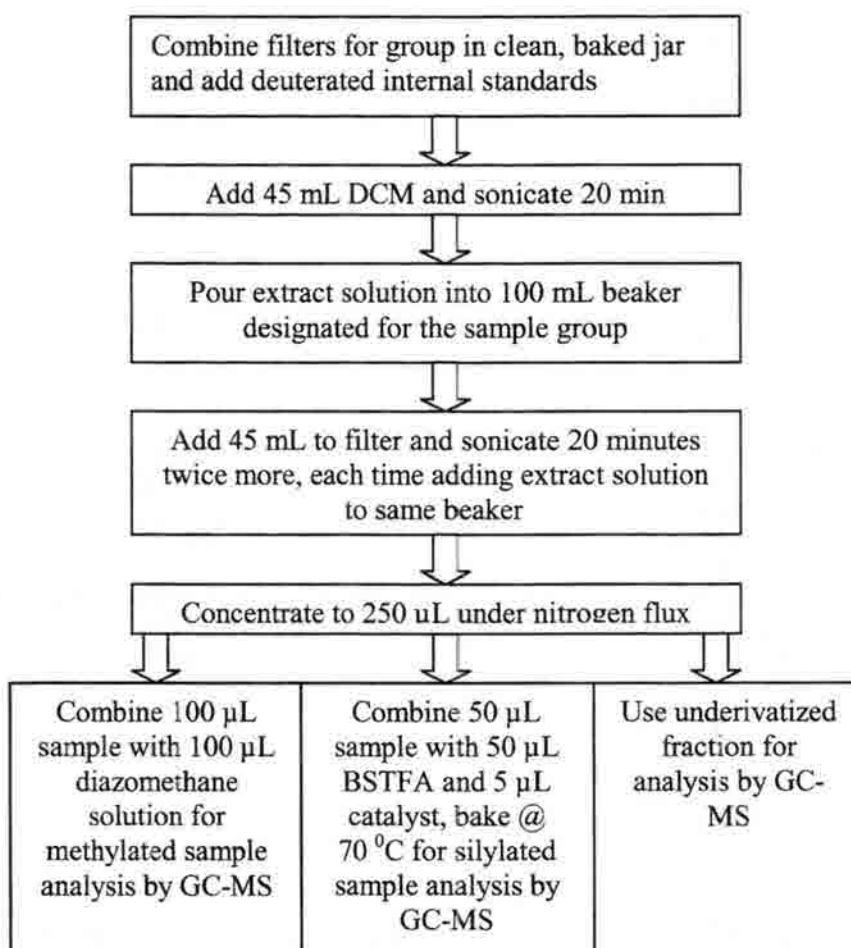 Combine filters for group in clean, baked jar
and add deuterated internal standards
Add 45 mL DCM and sonicate 20 min
Pour extract solution into 100 mL beaker
designated for the sample group
Add 45 mL to filter and sonicate 20 minutes
twice more, each time adding extract solution
to same beaker
Concentrate to 250 uL under nitrogen flux
Combine 100 µL
sample with 100 µL
diazomethane
solution for
methylated sample
analysis by GC-MS
Combine 50 µL
sample with 50 µL
BSTFA and 5 µL
catalyst, bake @
70 ⁰C for silylated
sample analysis by
GC-MS
Use underivatized
fraction for
analysis by GC-
MS